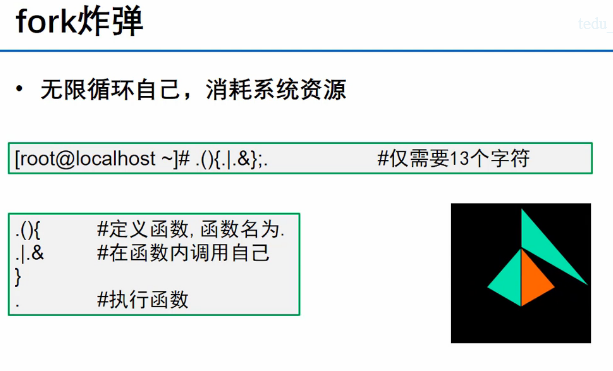 fork炸弹
tedu_
• 无限循环自己，消耗系统资源
[root@localhost ~]# .(){.|.&};. #仅需要13个字符
.(){ #定义函数, 函数名为.
.|.& #在函数内调用自己
}
. #执行函数